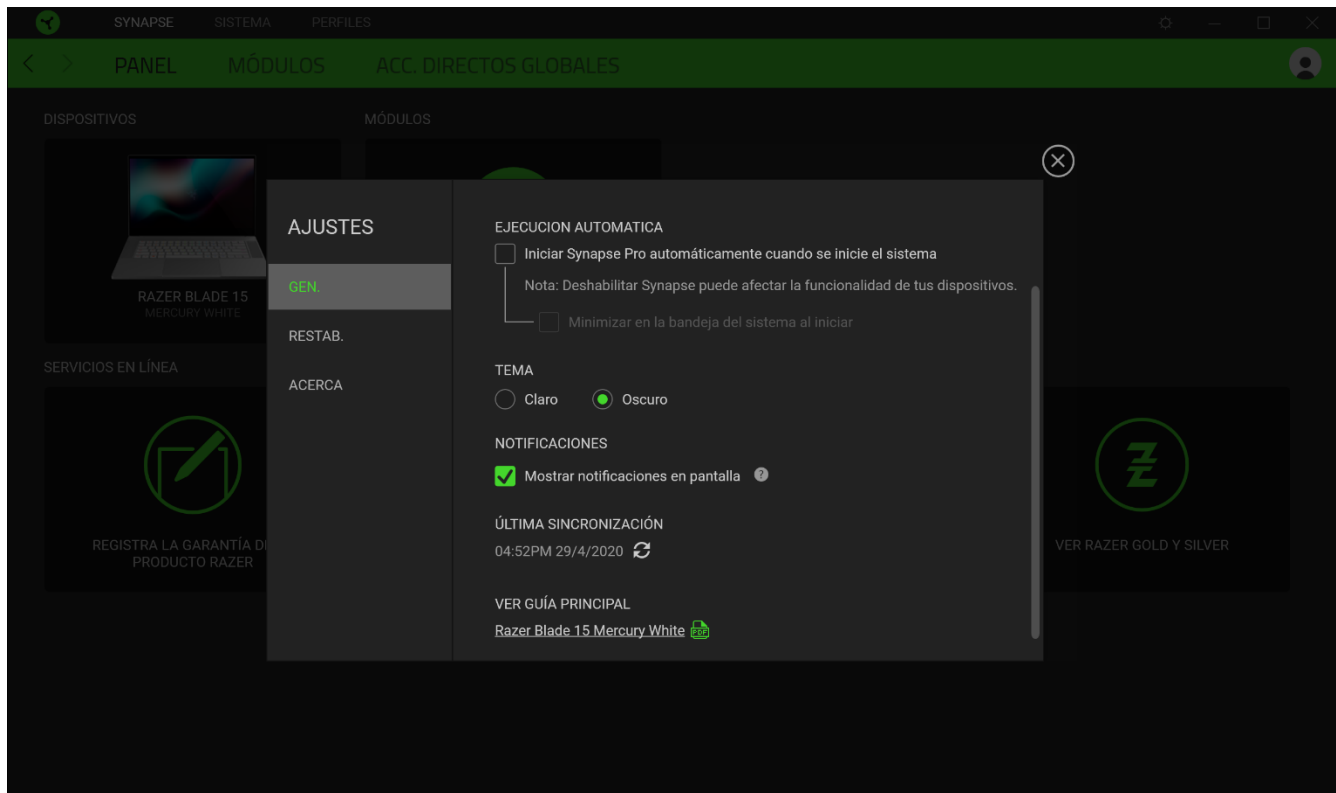 SYNAPSE SISTEMA PERFILES
PANEL MÓDULOS ACC. DIRECTOS GLOBALES
DISPOSITIVOS MÓDULOS
RAZER BLADE 15
MERCURY WHITE
SERVICIOS EN LÍNEA
REGISTRA LA GARANTÍA
PRODUCTO RAZER
VER RAZER GOLD Y SILVER
AJUSTES
GEN.
RESTAB.
ACERCA
EJECUCION AUTOMATICA
Iniciar Synapse Pro automáticamente cuando se inicie el sistema
Nota: Deshabilitar Synapse puede afectar la funcionalidad de tus dispositivos.
Minimizar en la bandeja del sistema al iniciar
TEMA
Claro Oscuro
NOTIFICACIONES
Mostrar notificaciones en pantalla ?
ÚLTIMA SINCRONIZACIÓN
04:52PM 29/4/2020
VER GUÍA PRINCIPAL
Razer Blade 15 Mercury White PDF